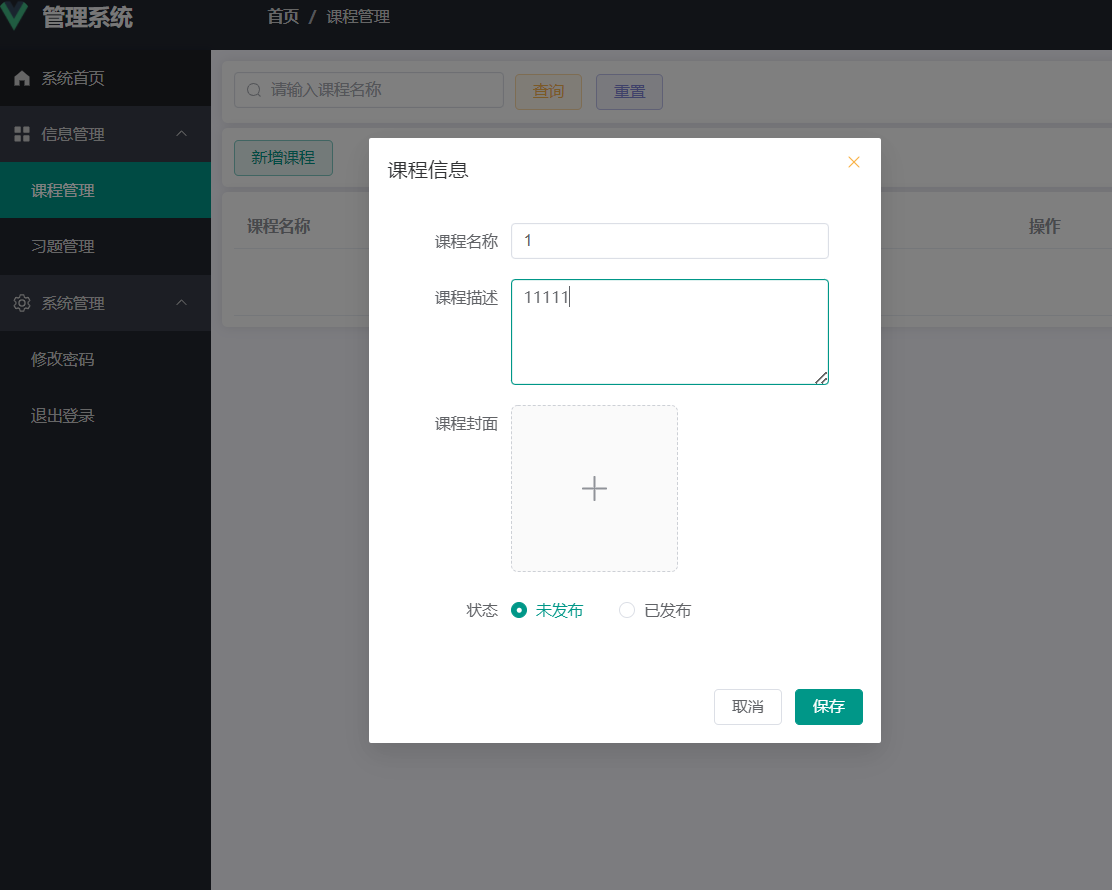 管理系统
首页 / 课程管理
系统首页
信息管理
课程管理
习题管理
系统管理
修改密码
退出登录
请输入课程名称
查询
重置
新增课程
课程名称
操作
课程信息
课程名称 1
课程描述 11111
课程封面
状态 未发布 已发布
取消 保存